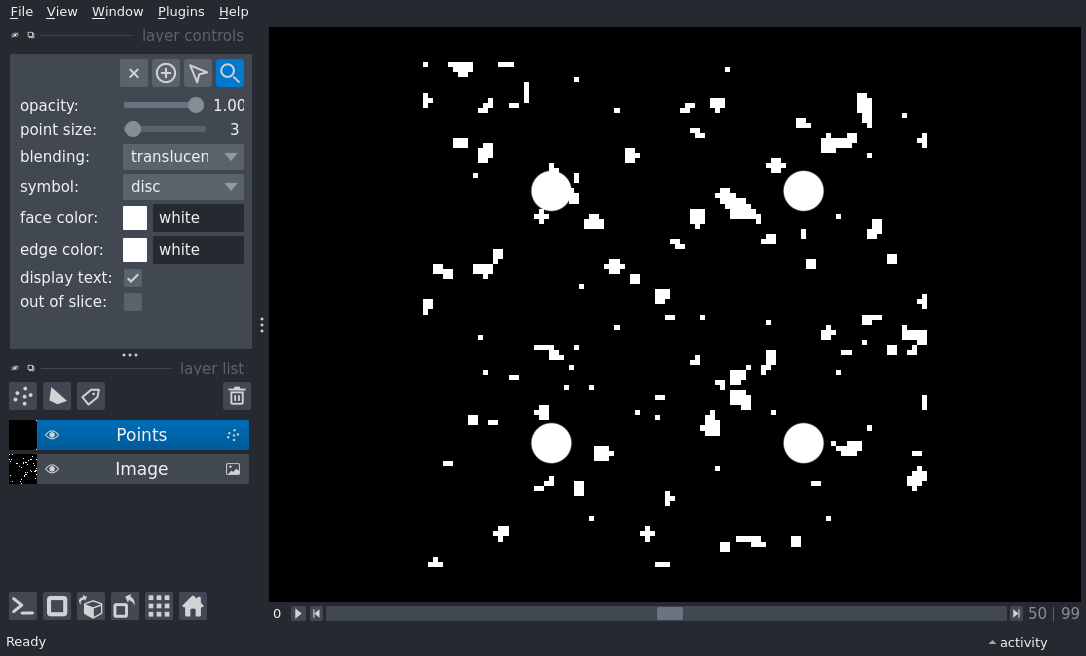 File View Window Plugins Help
layer controls
opacity: 1.00
point size: 3
blending: translucen
symbol: disc
face color: white
edge color: white
display text:
out of slice:
layer list
Points
Image
0 50 | 99
Ready activity